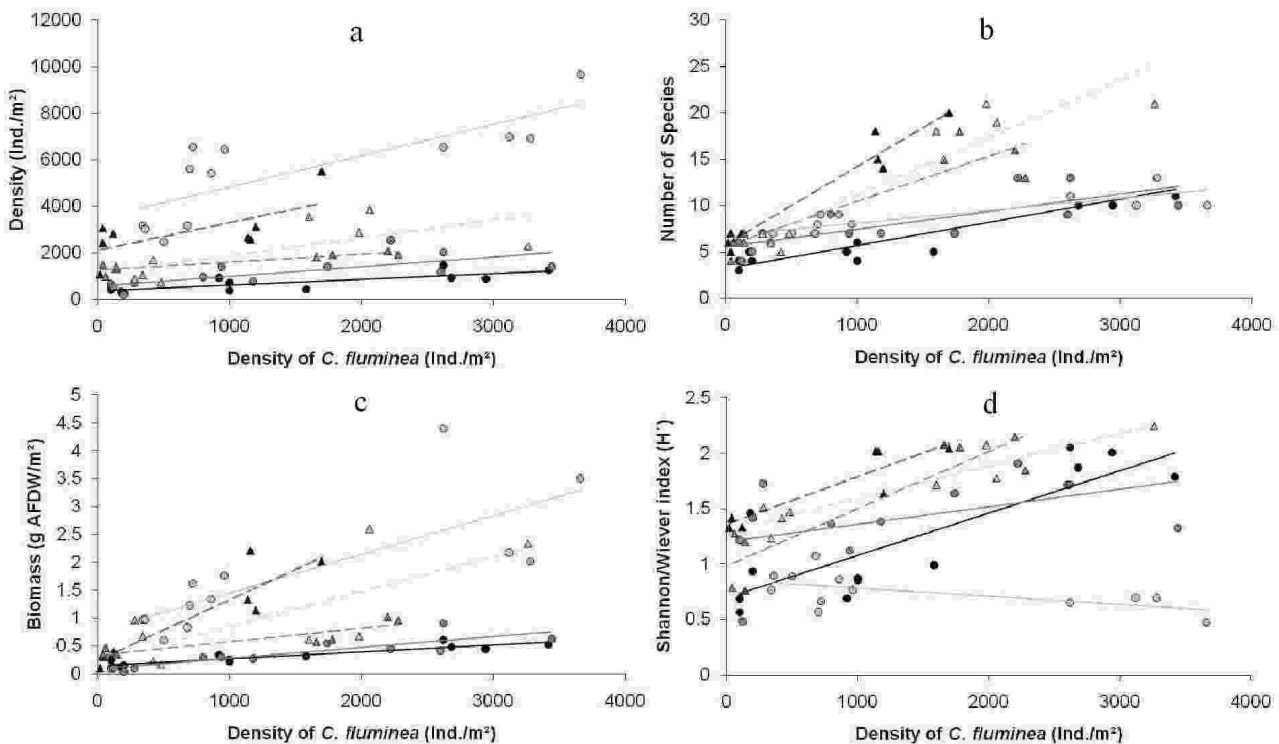 a
Density (Ind./m²)
12000
10000
8000
6000
4000
2000
0
0 1000 2000 3000 4000
Density of C. fluminea (Ind./m²)
b
Number of Species
30
25
20
15
10
5
0
0 1000 2000 3000 4000
Density of C. fluminea (Ind./m²)
c
Biomass (g AFDW/m²)
5
4.5
4
3.5
3
2.5
2
1.5
1
0.5
0
0 1000 2000 3000 4000
Density of C. fluminea (Ind./m²)
d
Shannon/Wiever index (H´)
2.5
2
1.5
1
0.5
0
0 1000 2000 3000 4000
Density of C. fluminea (Ind./m²)